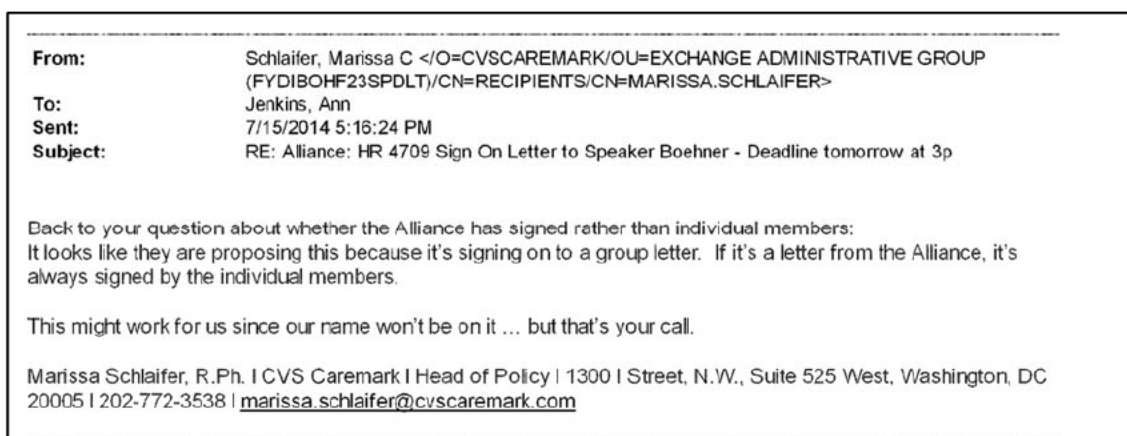 From: Schlaifer, Marissa C </O=CVSCAREMARK/OU=EXCHANGE ADMINISTRATIVE GROUP
(FYDIBOHF23SPDLT)/CN=RECIPIENTS/CN=MARISSA.SCHLAIFER>
To: Jenkins, Ann
Sent: 7/15/2014 5:16:24 PM
Subject: RE: Alliance: HR 4709 Sign On Letter to Speaker Boehner - Deadline tomorrow at 3p
Back to your question about whether the Alliance has signed rather than individual members:
It looks like they are proposing this because it's signing on to a group letter. If it's a letter from the Alliance, it's
always signed by the individual members.
This might work for us since our name won't be on it ... but that's your call.
Marissa Schlaifer, R.Ph. I CVS Caremark I Head of Policy I 1300 I Street, N.W., Suite 525 West, Washington, DC
20005 I 202-772-3538 I marissa.schlaifer@cvscaremark.com